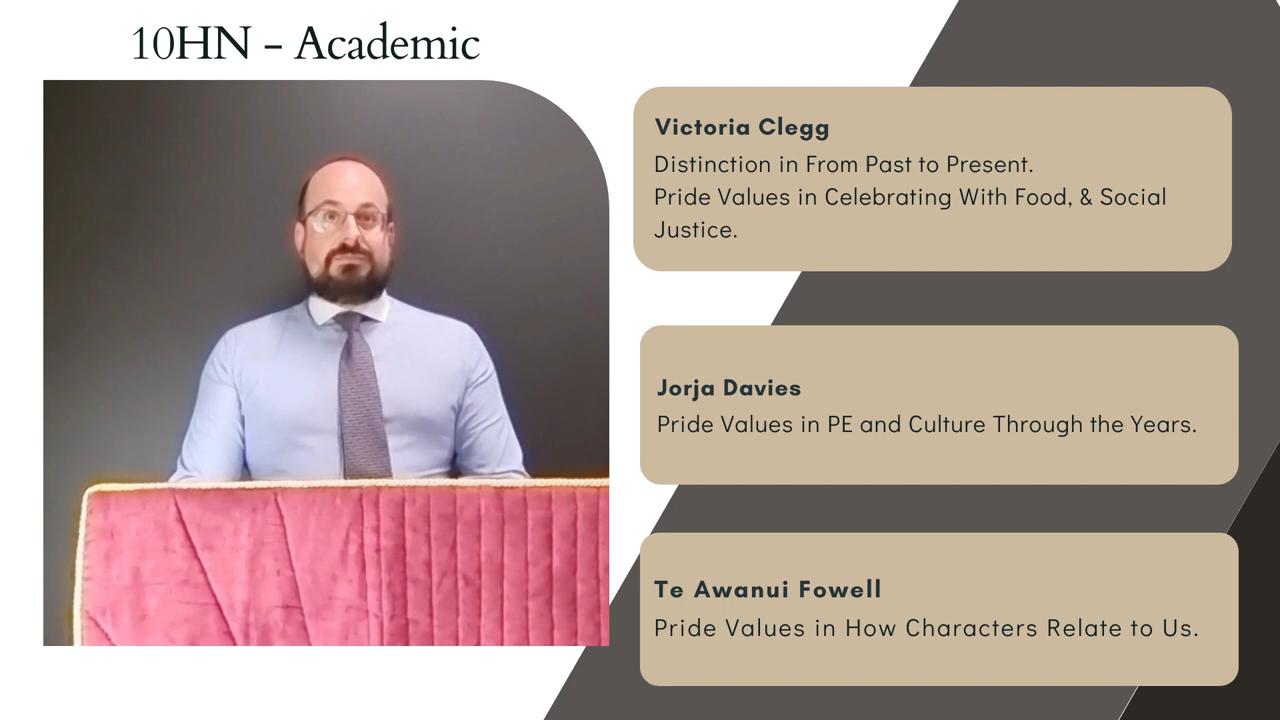 10HN - Academic
Victoria Clegg
Distinction in From Past to Present.
Pride Values in Celebrating With Food, & Social
Justice.
Jorja Davies
Pride Values in PE and Culture Through the Years.
Te Awanui Fowell
Pride Values in How Characters Relate to Us.